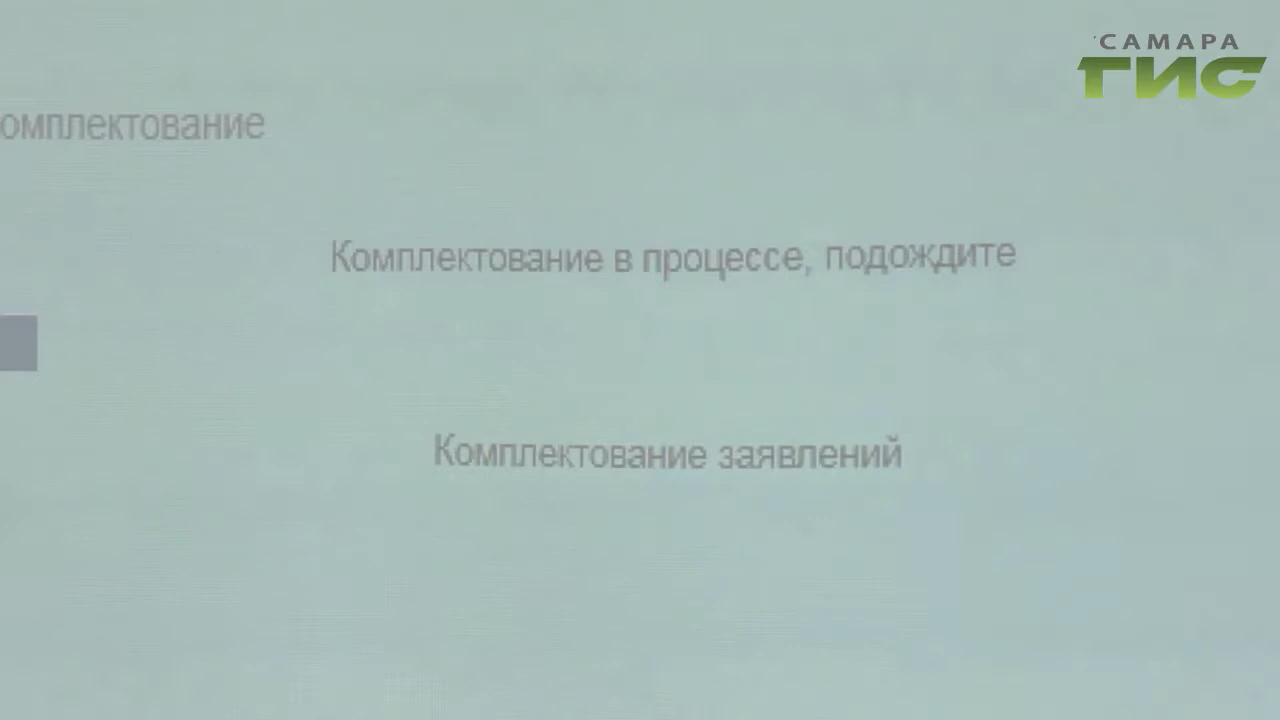 САМАРА
ГИС
омплектование
Комплектование в процессе, подождите
Комплектование заявлений